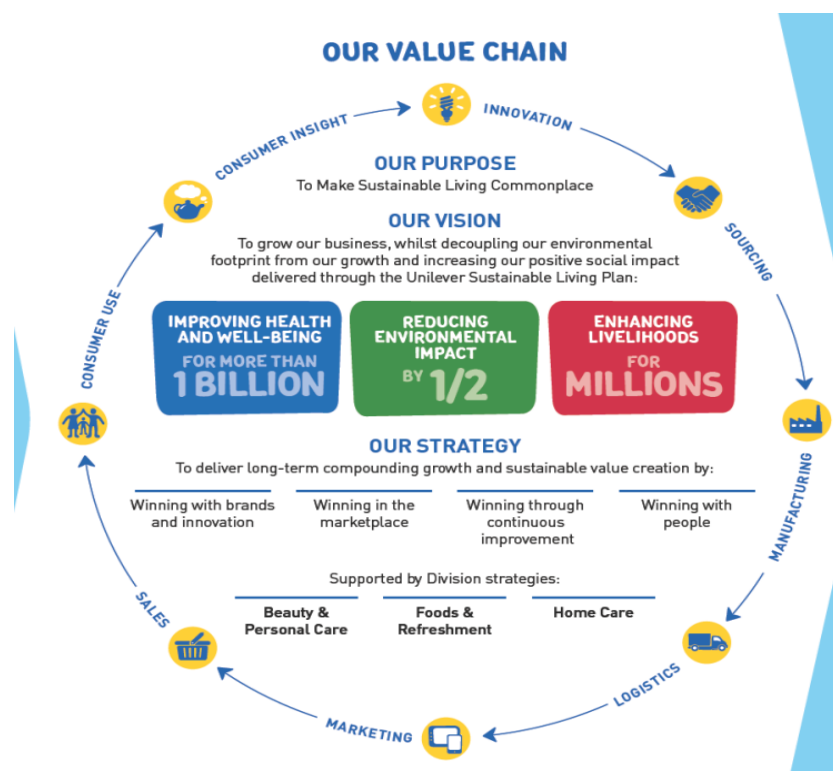 OUR VALUE CHAIN
INNOVATION
SOURCING
MANUFACTURING
LOGISTICS
MARKETING
SALES
CONSUMER USE
CONSUMER INSIGHT
OUR PURPOSE
To Make Sustainable Living Commonplace
OUR VISION
To grow our business, whilst decoupling our environmental
footprint from our growth and increasing our positive social impact
delivered through the Unilever Sustainable Living Plan:
IMPROVING HEALTH
AND WELL-BEING
FOR MORE THAN
1 BILLION
REDUCING
ENVIRONMENTAL
IMPACT
BY 1/2
ENHANCING
LIVELIHOODS
FOR
MILLIONS
OUR STRATEGY
To deliver long-term compounding growth and sustainable value creation by:
Winning with brands
and innovation
Winning in the
marketplace
Winning through
continuous
improvement
Winning with
people
Supported by Division strategies:
Beauty &
Personal Care
Foods &
Refreshment
Home Care